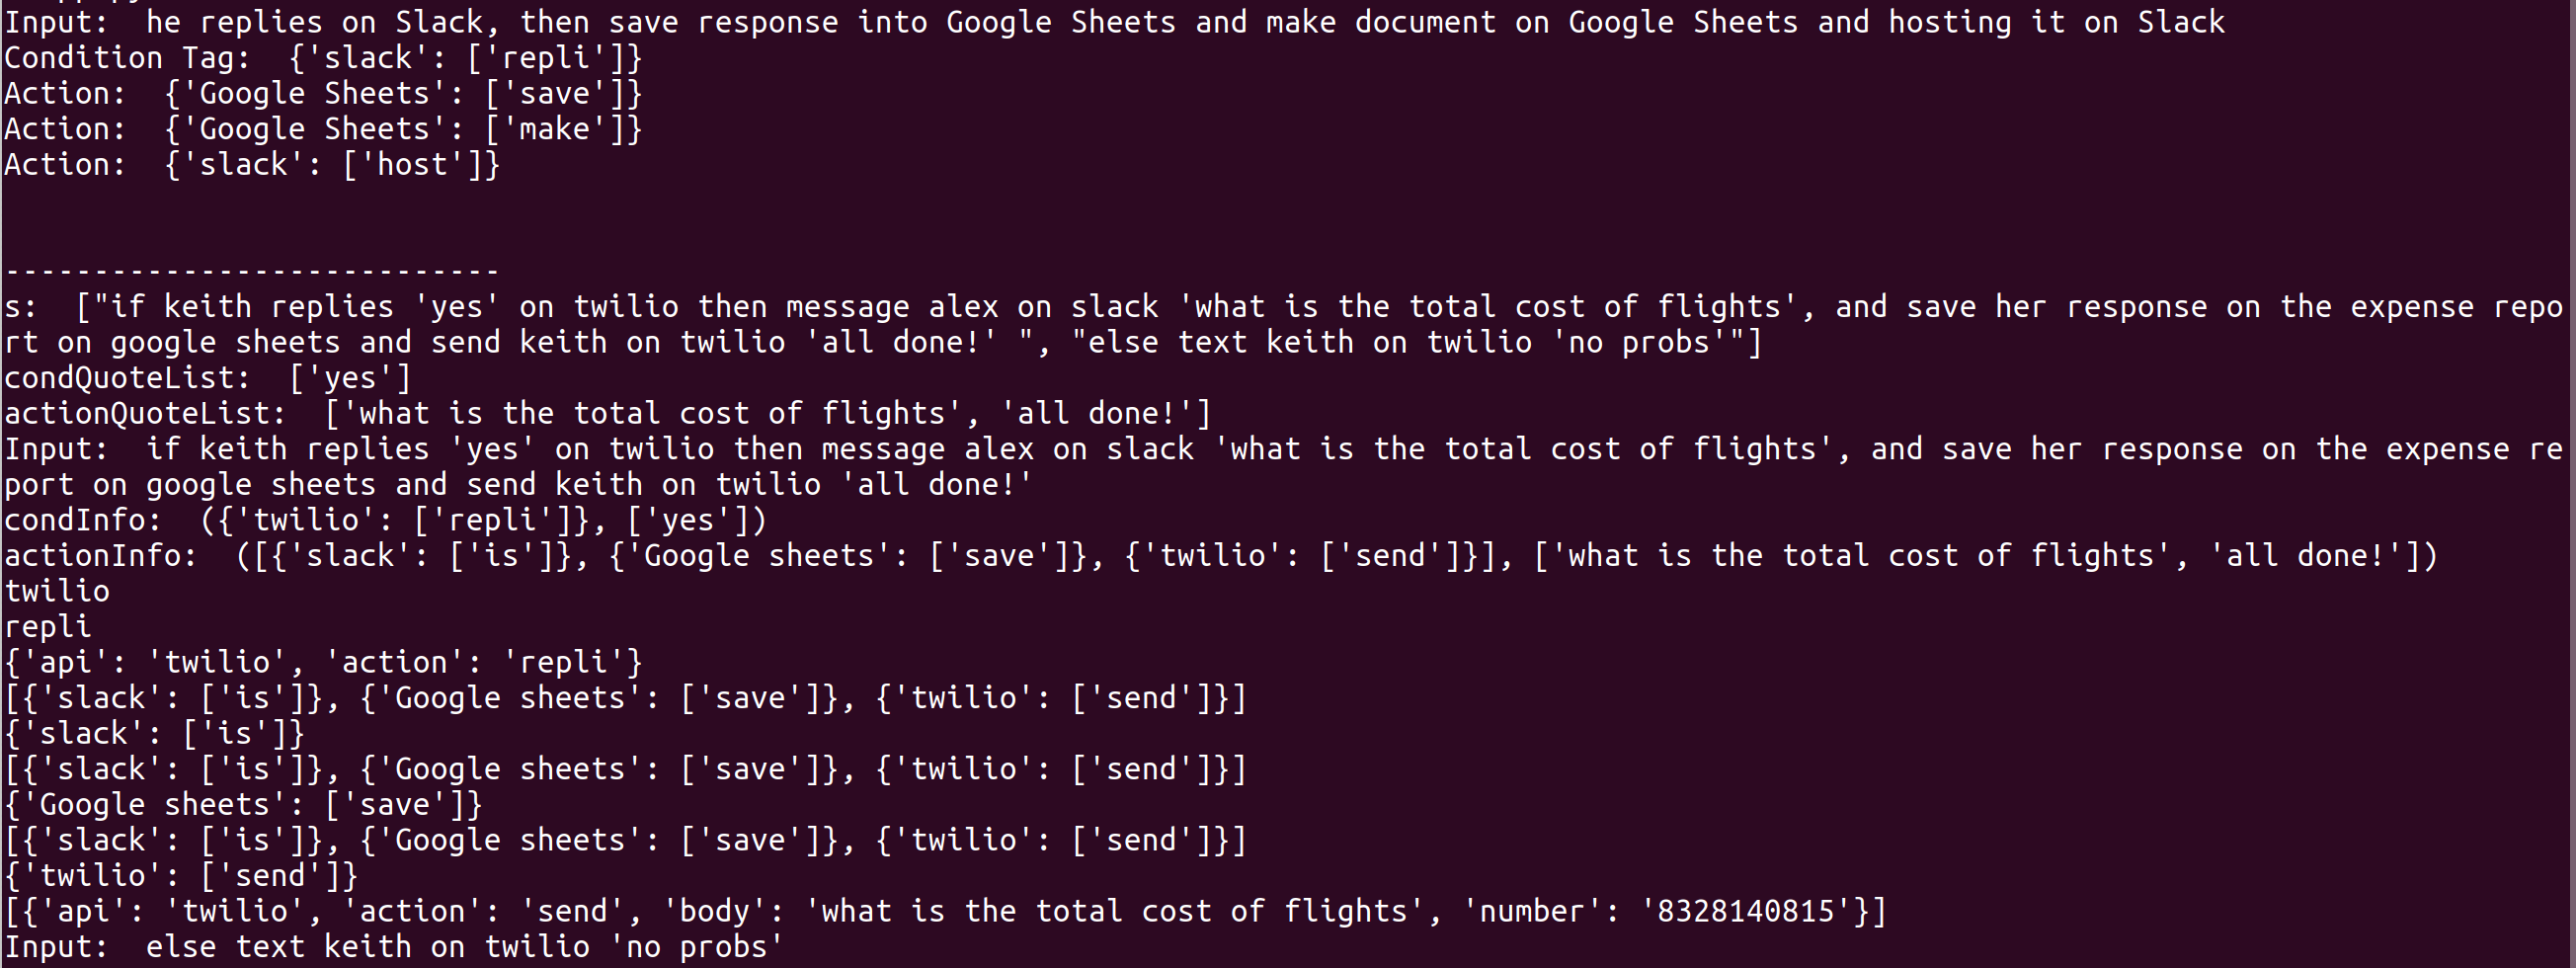 Input:  he replies on Slack, then save response into Google Sheets and make document on Google Sheets and hosting it on Slack
Condition Tag:  {'slack': ['repli']}
Action:  {'Google Sheets': ['save']}
Action:  {'Google Sheets': ['make']}
Action:  {'slack': ['host']}
----------------------------
s:  ["if keith replies 'yes' on twilio then message alex on slack 'what is the total cost of flights', and save her response on the expense repo
rt on google sheets and send keith on twilio 'all done!' ", "else text keith on twilio 'no probs'"]
condQuoteList:  ['yes']
actionQuoteList:  ['what is the total cost of flights', 'all done!']
Input:  if keith replies 'yes' on twilio then message alex on slack 'what is the total cost of flights', and save her response on the expense re
port on google sheets and send keith on twilio 'all done!'
condInfo:  ({'twilio': ['repli']}, ['yes'])
actionInfo:  ([{'slack': ['is']}, {'Google sheets': ['save']}, {'twilio': ['send']}], ['what is the total cost of flights', 'all done!'])
twilio
repli
{'api': 'twilio', 'action': 'repli'}
[{'slack': ['is']}, {'Google sheets': ['save']}, {'twilio': ['send']}]
{'slack': ['is']}
[{'slack': ['is']}, {'Google sheets': ['save']}, {'twilio': ['send']}]
{'Google sheets': ['save']}
[{'slack': ['is']}, {'Google sheets': ['save']}, {'twilio': ['send']}]
{'twilio': ['send']}
[{'api': 'twilio', 'action': 'send', 'body': 'what is the total cost of flights', 'number': '8328140815'}]
Input:  else text keith on twilio 'no probs'